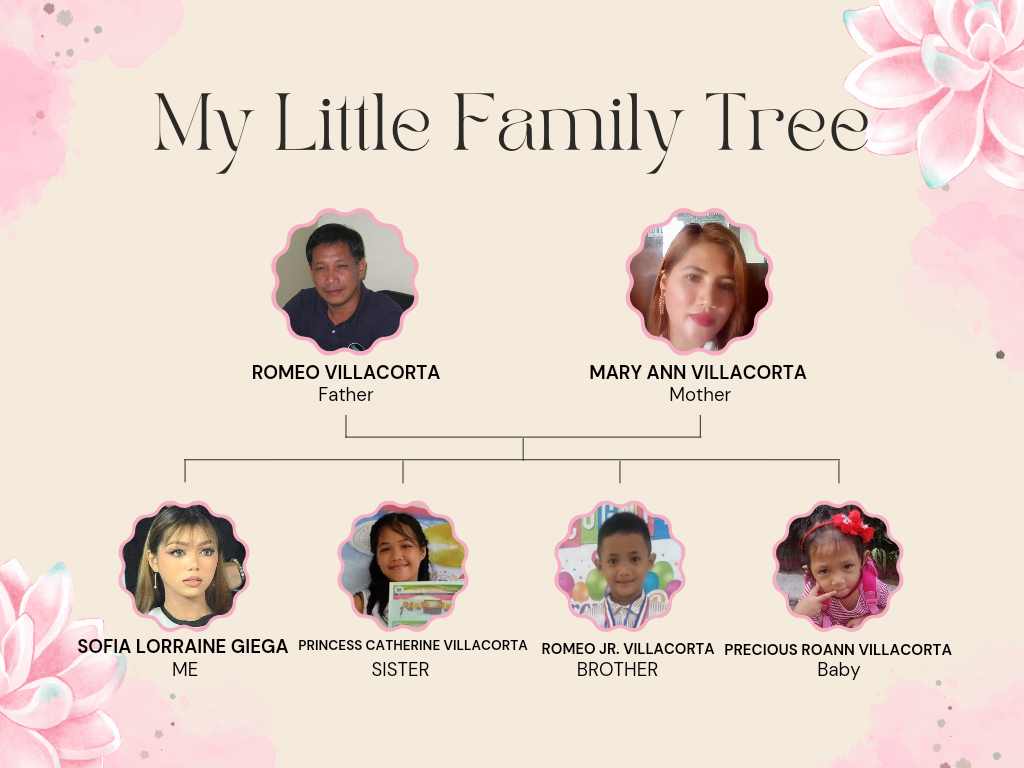 My Little Family Tree
ROMEO VILLACORTA
Father
MARY ANN VILLACORTA
Mother
SOFIA LORRAINE GIEGA
ME
PRINCESS CATHERINE VILLACORTA
SISTER
ROMEO JR. VILLACORTA
BROTHER
PRECIOUS ROANN VILLACORTA
Baby